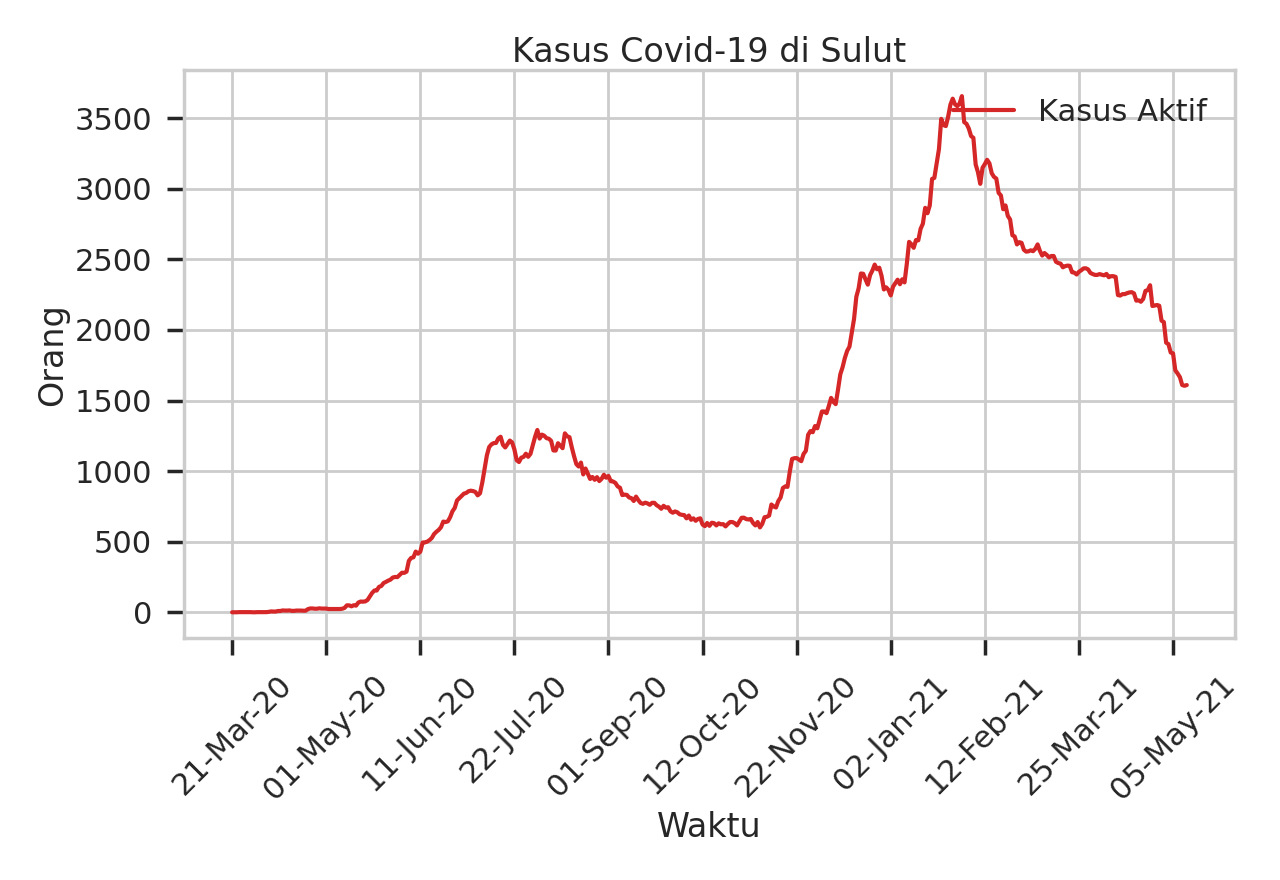 Kasus Covid-19 di Sulut
Kasus Aktif
3500
3000
2500
2000
1500
1000
500
0
Orang
21-Mar-20
01-May-20
11-Jun-20
22-Jul-20
01-Sep-20
12-Oct-20
22-Nov-20
02-Jan-21
12-Feb-21
25-Mar-21
05-May-21
Waktu